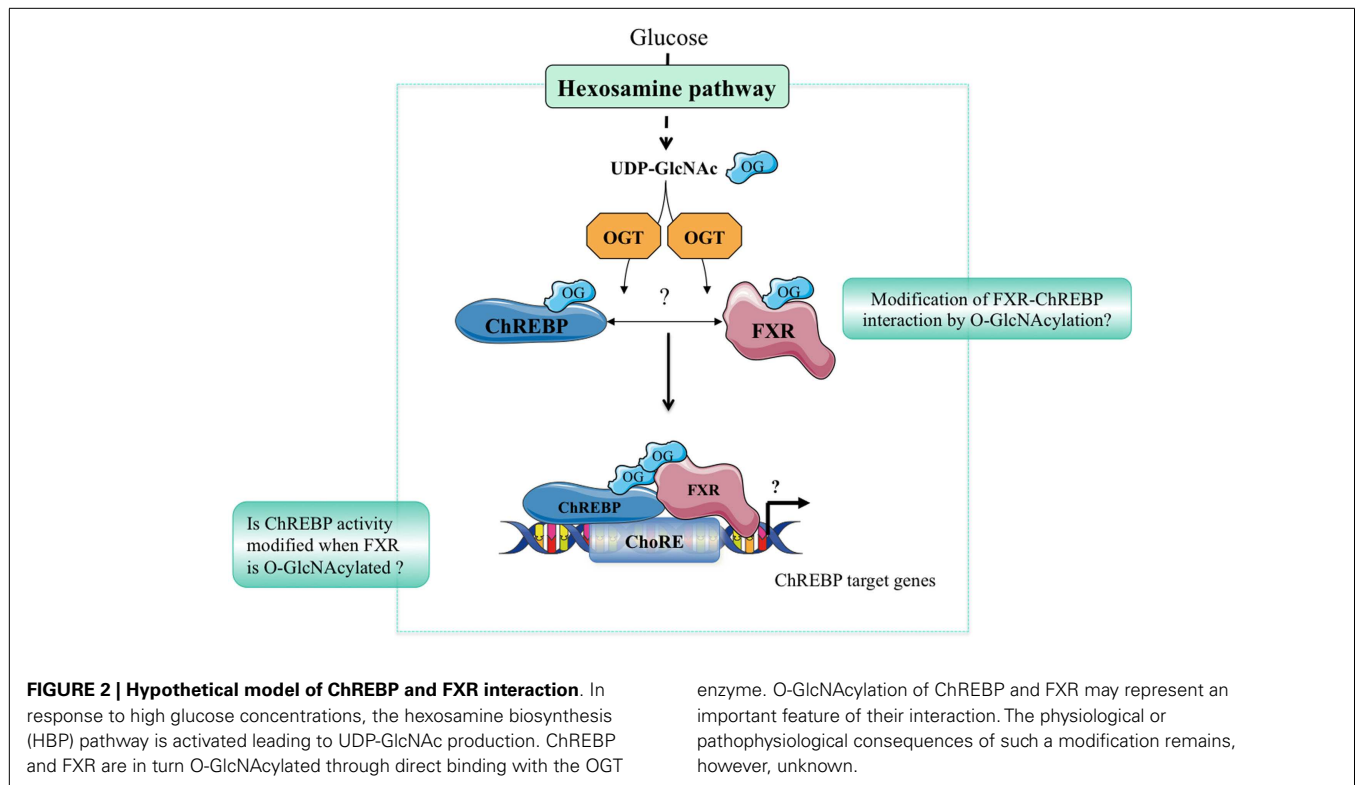 Glucose
Hexosamine pathway
UDP-GlcNAc OG
OGT OGT
OG ? OG
ChREBP FXR
Modification of FXR-ChREBP
interaction by O-GlcNAcylation?
OG
OG
FXR ?
ChREBP
ChoRE
Is ChREBP activity
modified when FXR
is O-GlcNAcylated ?
ChREBP target genes
FIGURE 2 | Hypothetical model of ChREBP and FXR interaction. In
response to high glucose concentrations, the hexosamine biosynthesis
(HBP) pathway is activated leading to UDP-GlcNAc production. ChREBP
and FXR are in turn O-GlcNAcylated through direct binding with the OGT
enzyme. O-GlcNAcylation of ChREBP and FXR may represent an
important feature of their interaction. The physiological or
pathophysiological consequences of such a modification remains,
however, unknown.